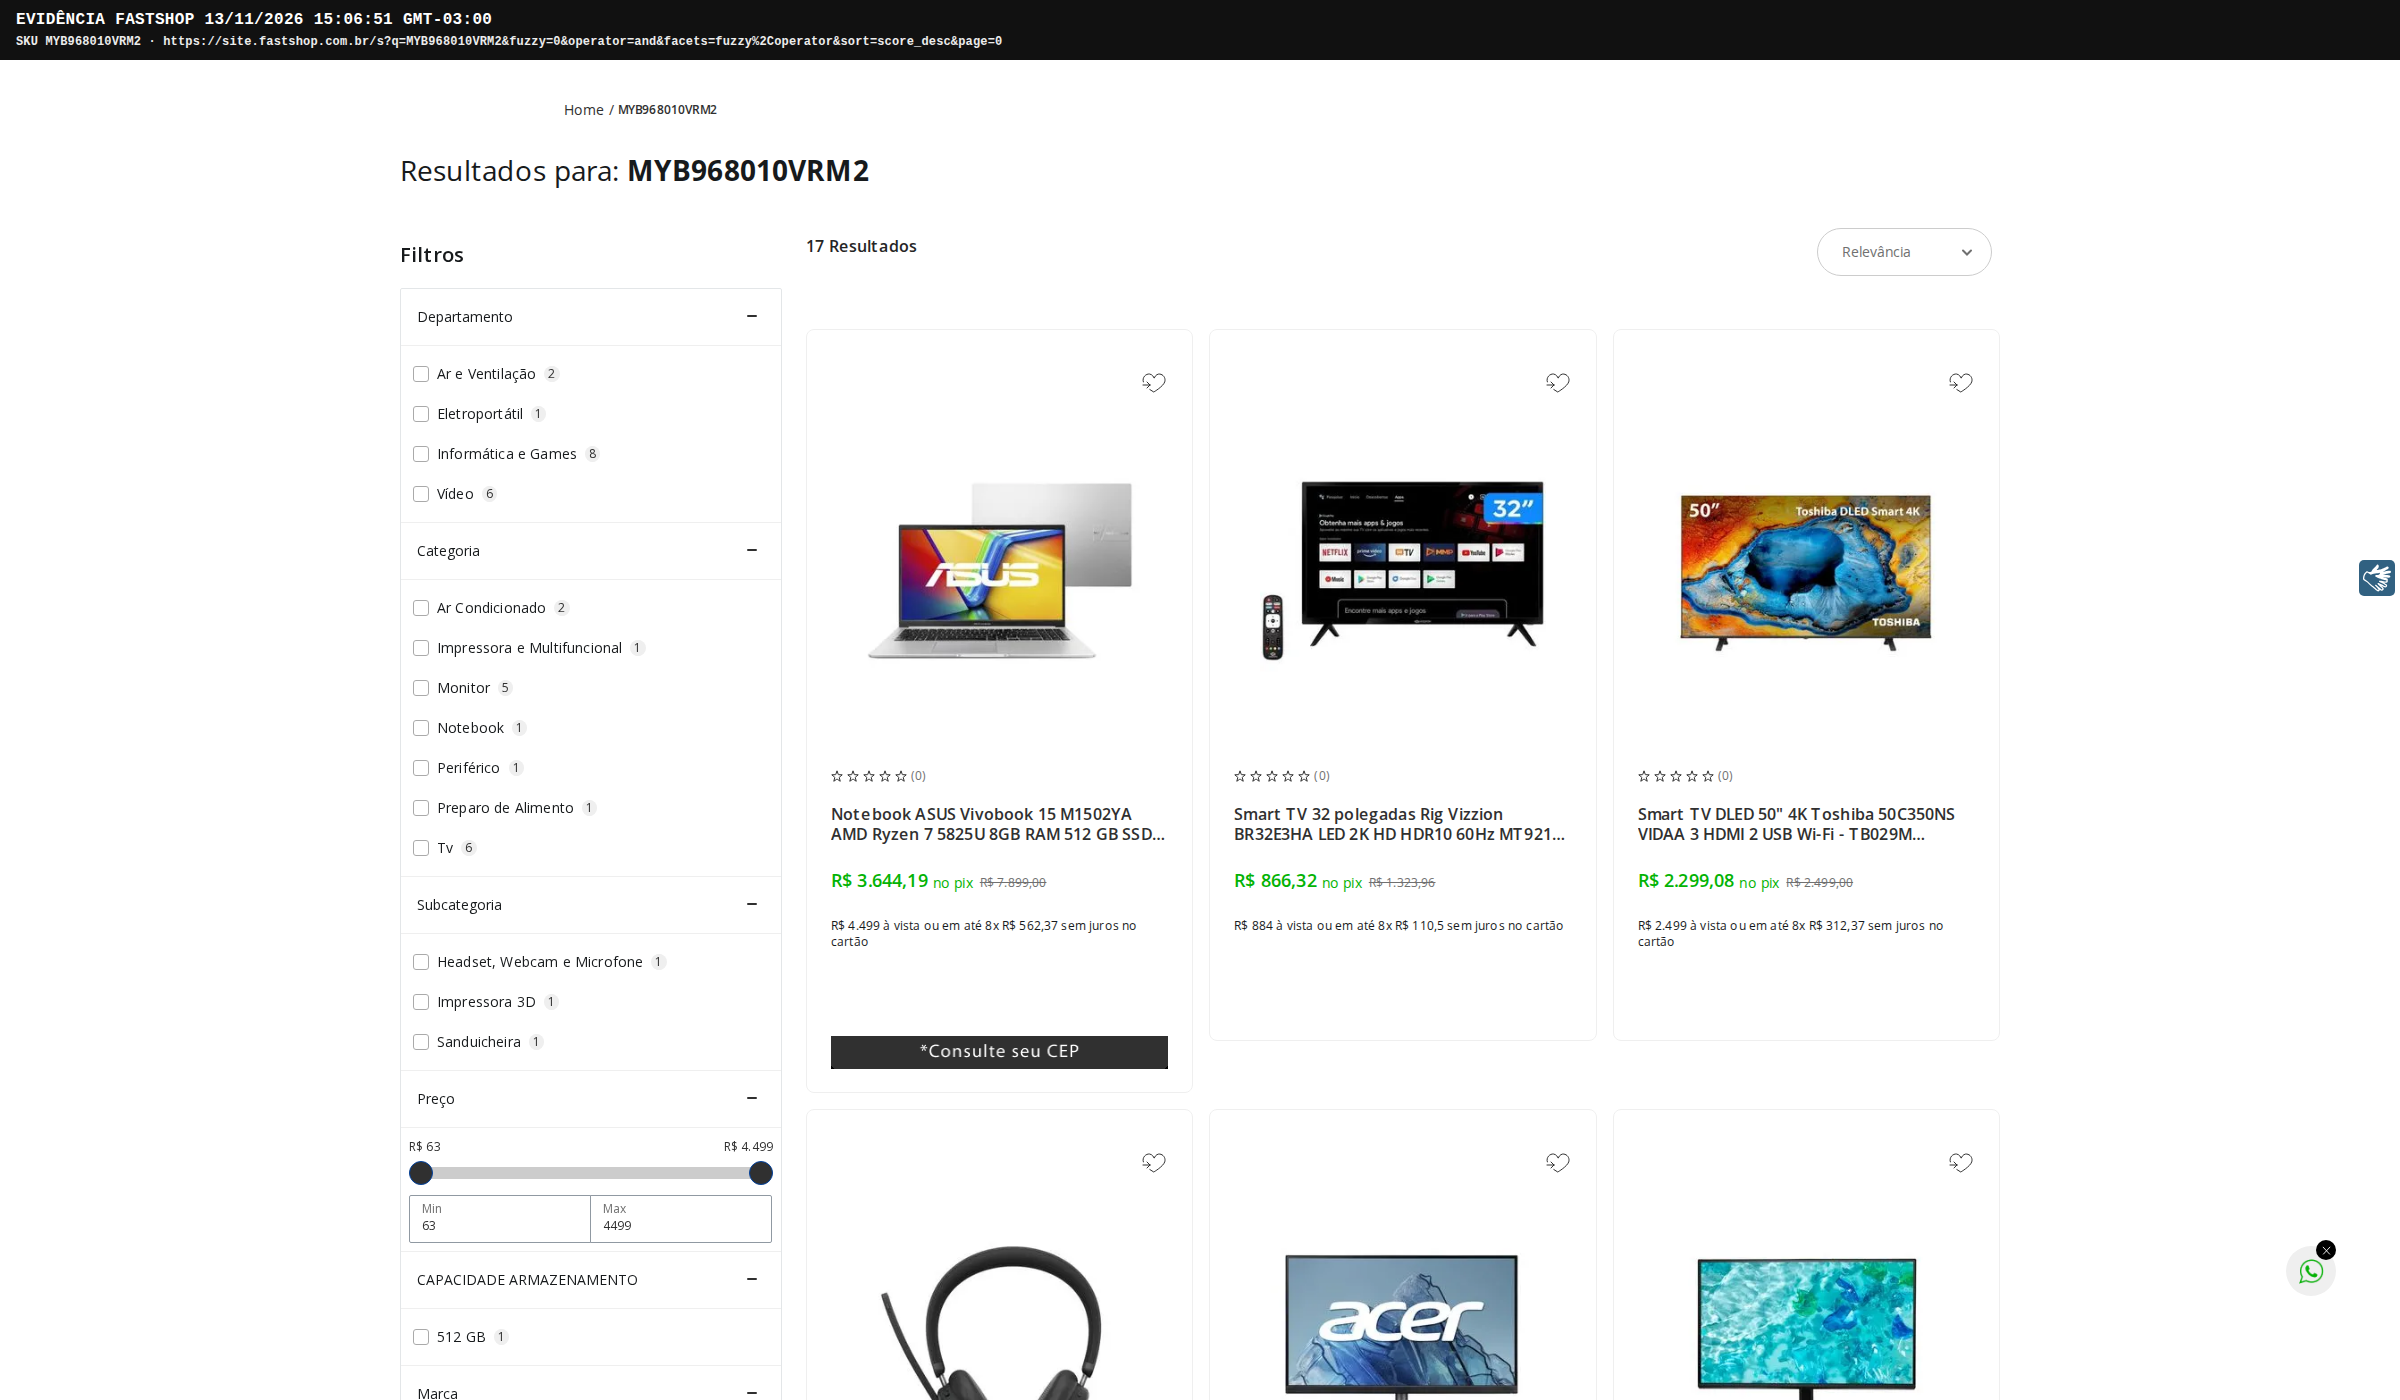 EVIDÊNCIA FASTSHOP 13/11/2026 15:06:51 GMT-03:00
SKU MYB968010VRM2 · https://site.fastshop.com.br/s?q=MYB968010VRM2&fuzzy=0&operator=and&facets=fuzzy%2Coperator&sort=score_desc&page=0
Home / MYB968010VRM2
Resultados para: MYB968010VRM2
Filtros
17 Resultados
Relevância
Departamento
Ar e Ventilação 2
Eletroportátil 1
Informática e Games 8
Vídeo 6
Categoria
Ar Condicionado 2
Impressora e Multifuncional 1
Monitor 5
Notebook 1
Periférico 1
Preparo de Alimento 1
Tv 6
Subcategoria
Headset, Webcam e Microfone 1
Impressora 3D 1
Sanduicheira 1
Preço
R$ 63 R$ 4.499
Min Max
63 4499
CAPACIDADE ARMAZENAMENTO
512 GB 1
Marca
ASUS
(0)
Notebook ASUS Vivobook 15 M1502YA
AMD Ryzen 7 5825U 8GB RAM 512 GB SSD...
R$ 3.644,19 no pix R$ 7.899,00
R$ 4.499 à vista ou em até 8x R$ 562,37 sem juros no
cartão
*Consulte seu CEP
32”
Obtenha mais apps & jogos
NETFLIX prime video YouTube
Encontre mais apps e jogos
(0)
Smart TV 32 polegadas Rig Vizzion
BR32E3HA LED 2K HD HDR10 60Hz MT921...
R$ 866,32 no pix R$ 1.323,96
R$ 884 à vista ou em até 8x R$ 110,5 sem juros no cartão
50” Toshiba DLED Smart 4K
TOSHIBA
(0)
Smart TV DLED 50" 4K Toshiba 50C350NS
VIDAA 3 HDMI 2 USB Wi-Fi - TB029M...
R$ 2.299,08 no pix R$ 2.499,00
R$ 2.499 à vista ou em até 8x R$ 312,37 sem juros no
cartão
acer